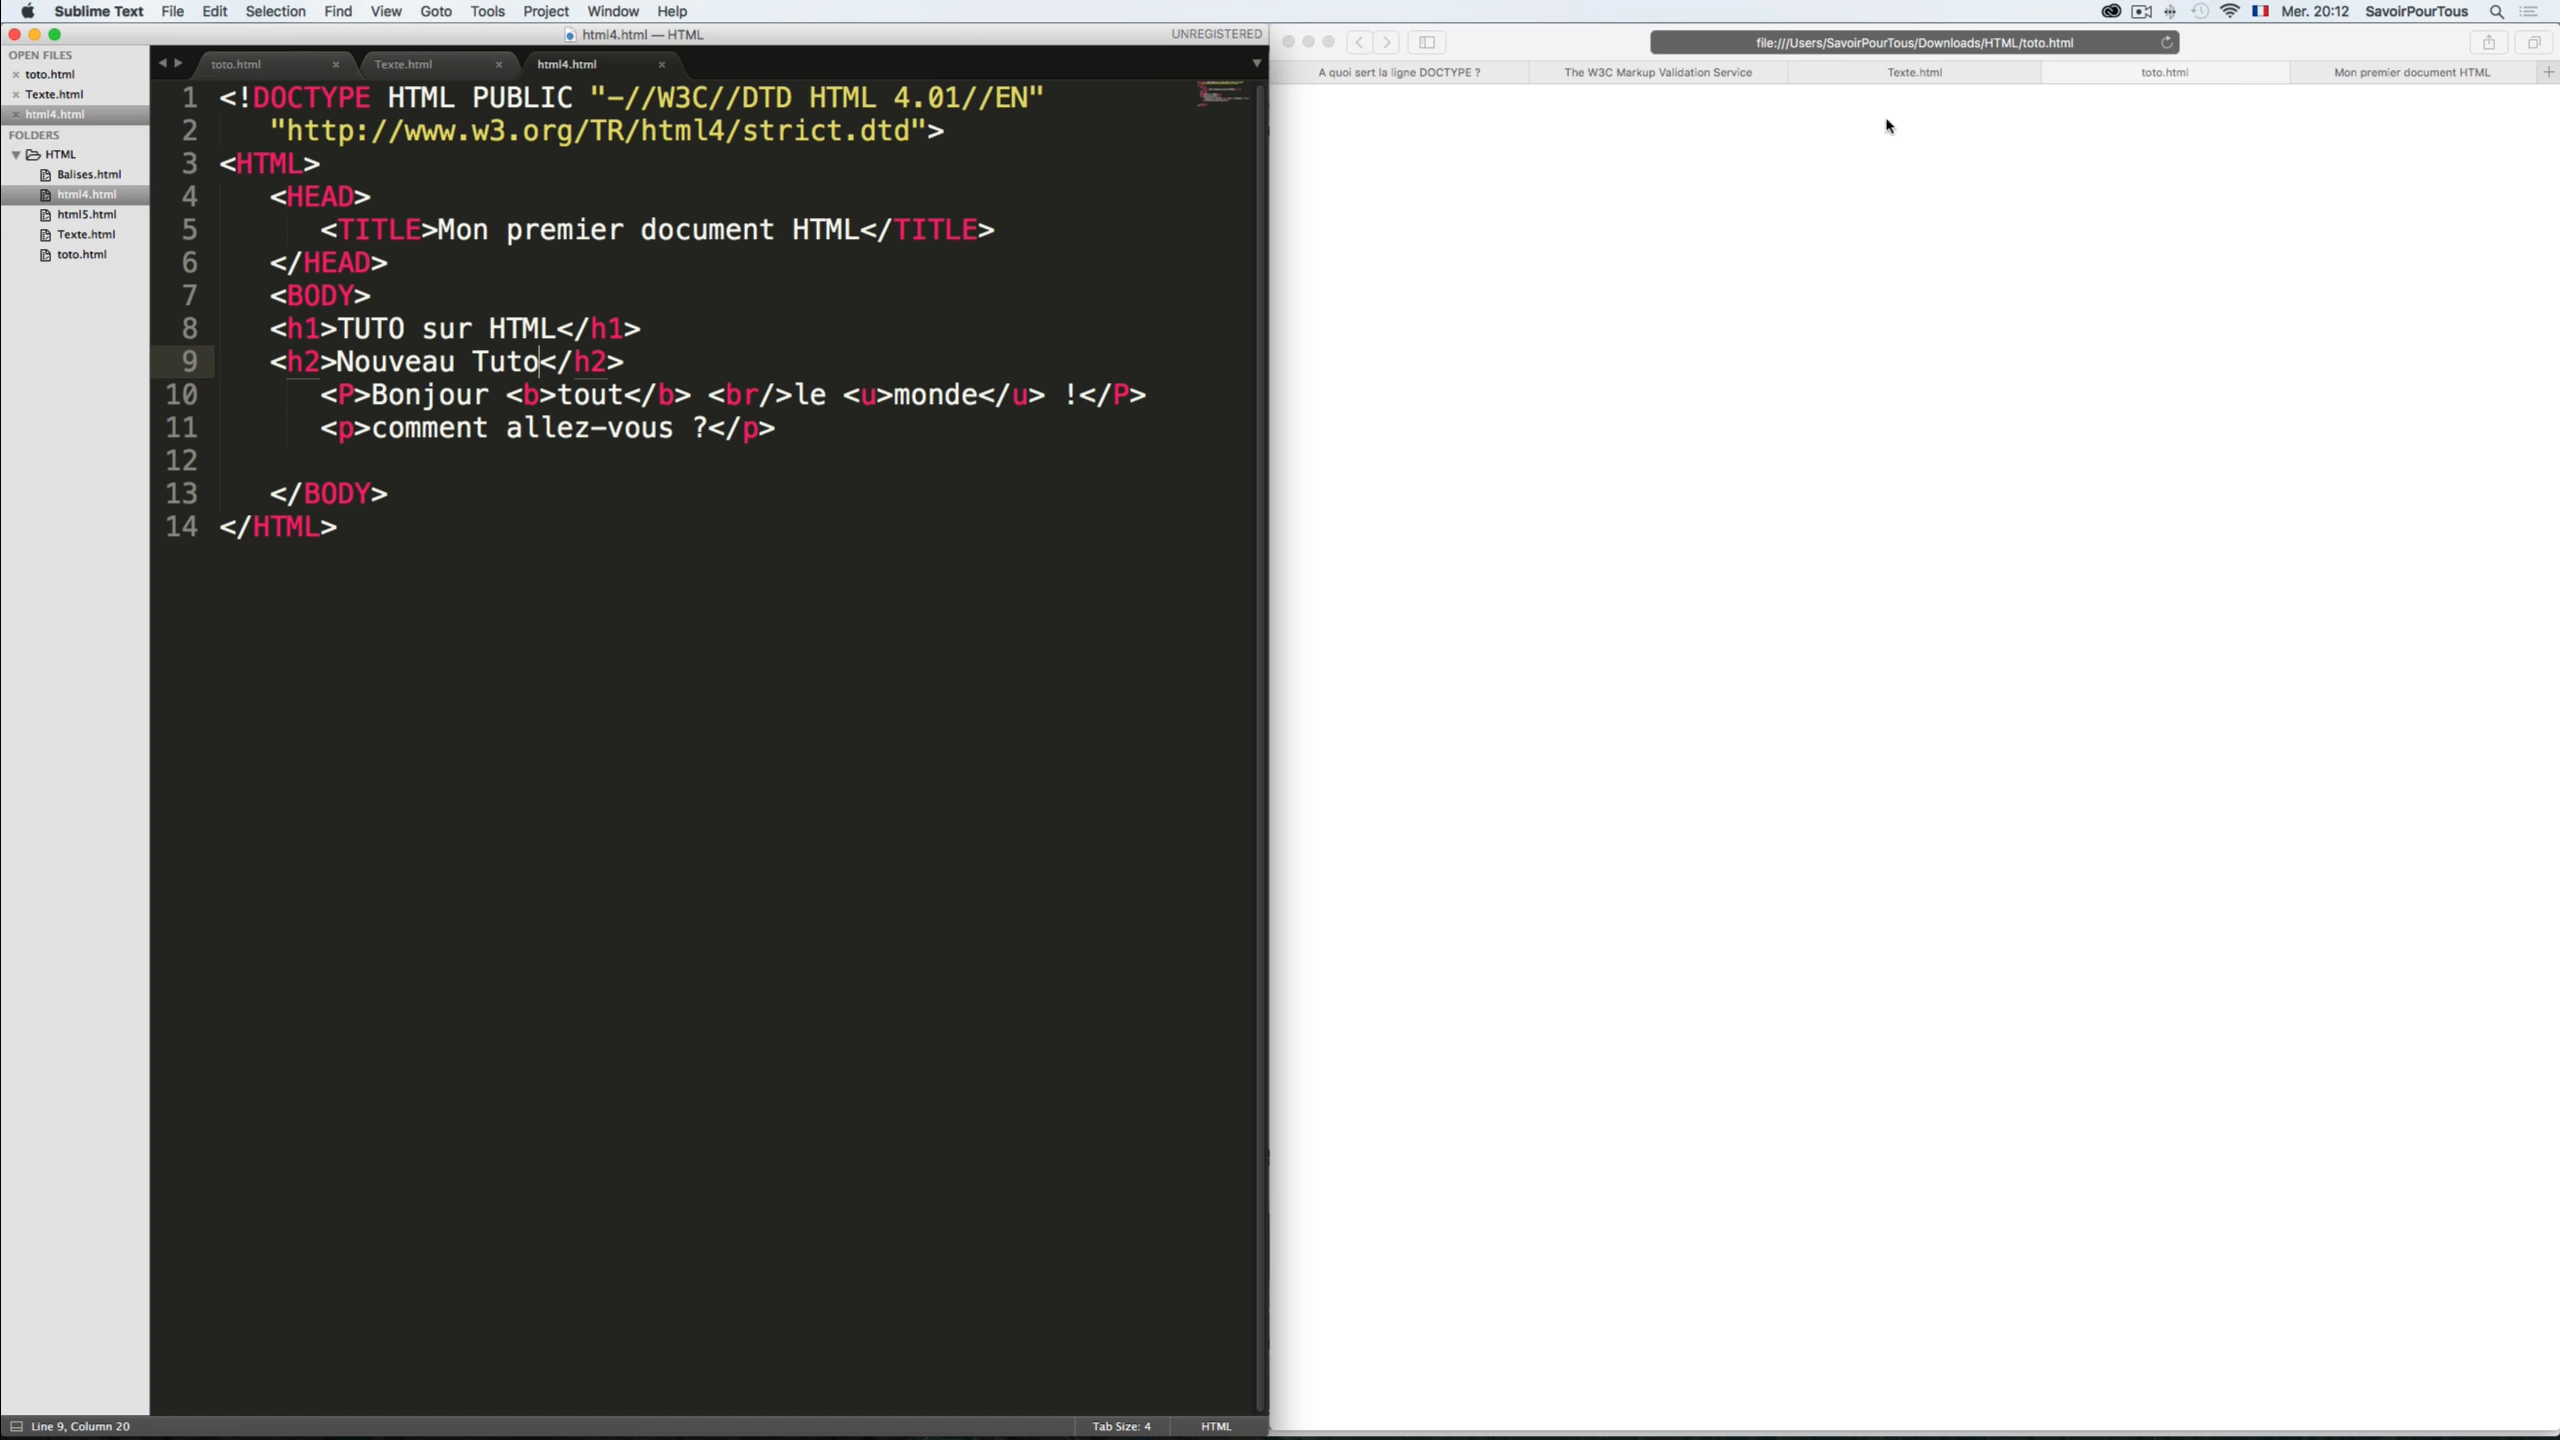 Sublime Text File Edit Selection Find View Goto Tools Project Window Help Mer. 20:12 SavoirPourTous
html4.html — HTML UNREGISTERED
OPEN FILES
toto.html
Texte.html
html4.html
FOLDERS
HTML
Balises.html
html4.html
html5.html
Texte.html
toto.html
toto.html Texte.html html4.html
1 <!DOCTYPE HTML PUBLIC "-//W3C//DTD HTML 4.01//EN"
2 "http://www.w3.org/TR/html4/strict.dtd">
3 <HTML>
4 <HEAD>
5 <TITLE>Mon premier document HTML</TITLE>
6 </HEAD>
7 <BODY>
8 <h1>TUTO sur HTML</h1>
9 <h2>Nouveau Tuto</h2>
10 <P>Bonjour <b>tout</b> <br/>le <u>monde</u> !</P>
11 <p>comment allez-vous ?</p>
12
13 </BODY>
14 </HTML>
Line 9, Column 20 Tab Size: 4 HTML
file:///Users/SavoirPourTous/Downloads/HTML/toto.html
A quoi sert la ligne DOCTYPE ? The W3C Markup Validation Service Texte.html toto.html Mon premier document HTML